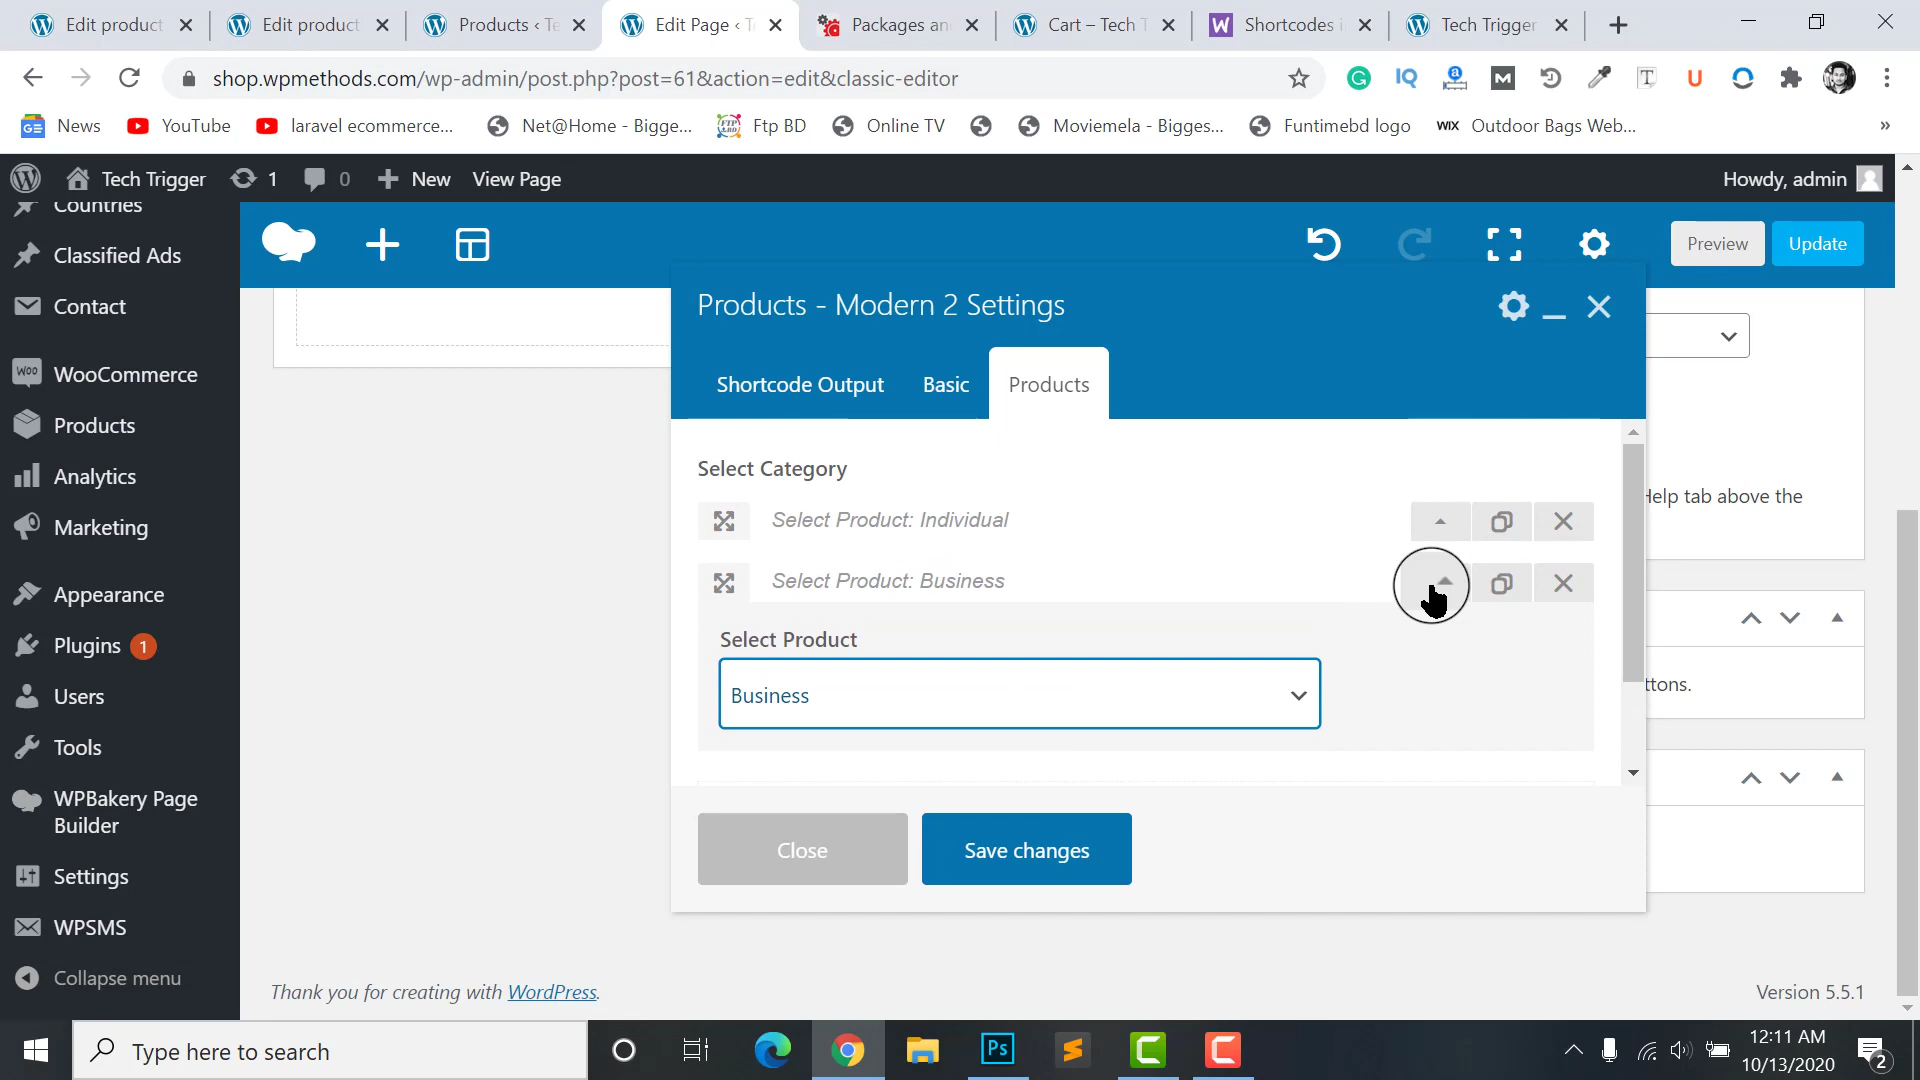 Edit product
Edit product
Products ‹ Te
Edit Page ‹ T
Packages an
Cart – Tech T
Shortcodes i
Tech Trigger
shop.wpmethods.com/wp-admin/post.php?post=61&action=edit&classic-editor
News
YouTube
laravel ecommerce...
Net@Home - Bigge...
Ftp BD
Online TV
Moviemela - Bigges...
Funtimebd logo
WIX Outdoor Bags Web...
Tech Trigger
1
0
New
View Page
Howdy, admin
Countries
Classified Ads
Contact
WooCommerce
Products
Analytics
Marketing
Appearance
Plugins 1
Users
Tools
WPBakery Page
Builder
Settings
WPSMS
Collapse menu
Preview
Update
Products - Modern 2 Settings
Shortcode Output
Basic
Products
Select Category
Select Product: Individual
Select Product: Business
Select Product
Business
Close
Save changes
Help tab above the
ttons.
Thank you for creating with WordPress.
Version 5.5.1
Type here to search
12:11 AM
10/13/2020
2